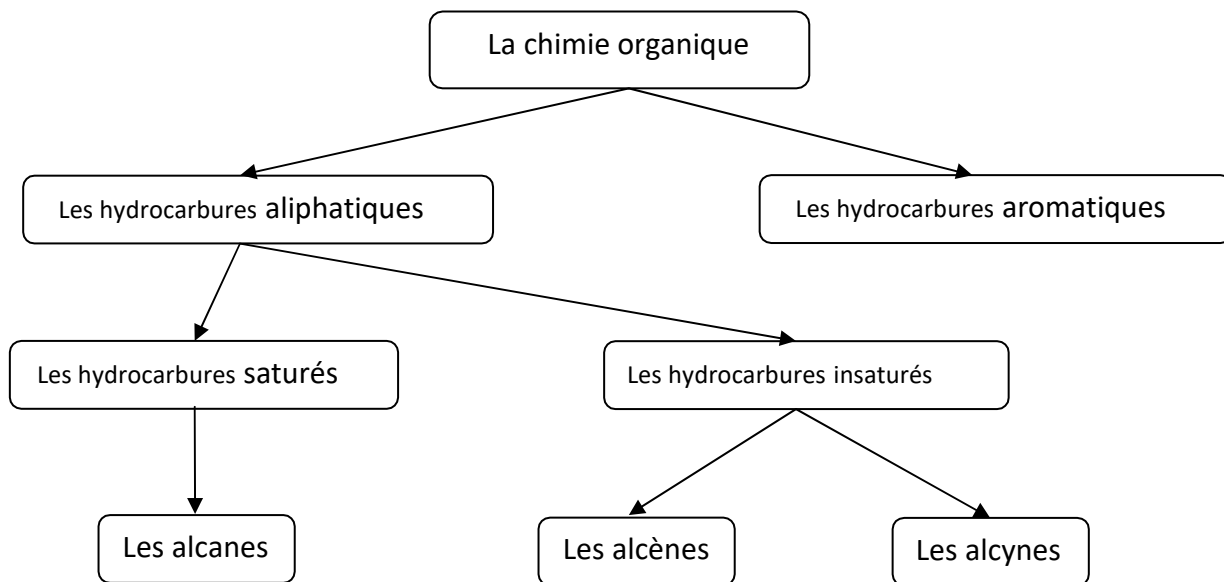 La chimie organique
Les hydrocarbures aliphatiques
Les hydrocarbures aromatiques
Les hydrocarbures saturés
Les hydrocarbures insaturés
Les alcanes
Les alcènes
Les alcynes